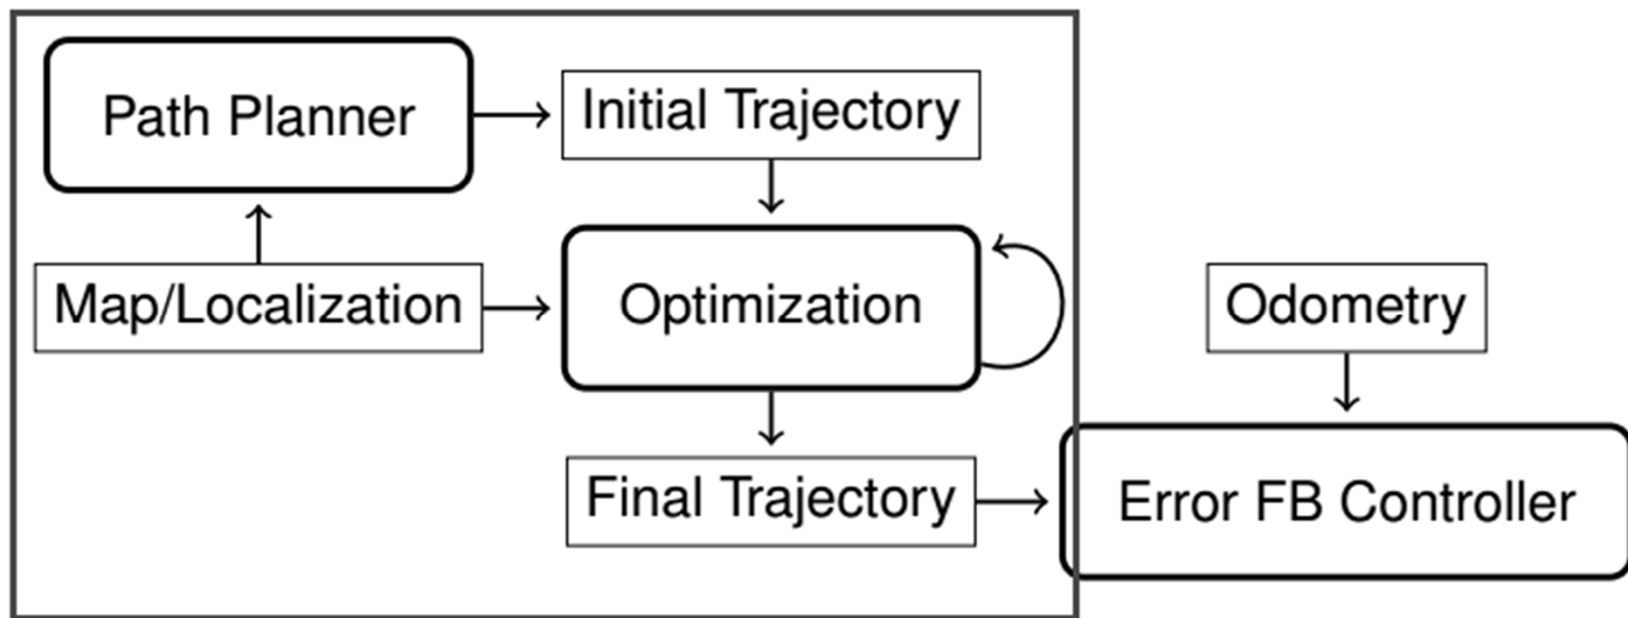 Path Planner
Initial Trajectory
Map/Localization
Optimization
Odometry
Final Trajectory
Error FB Controller